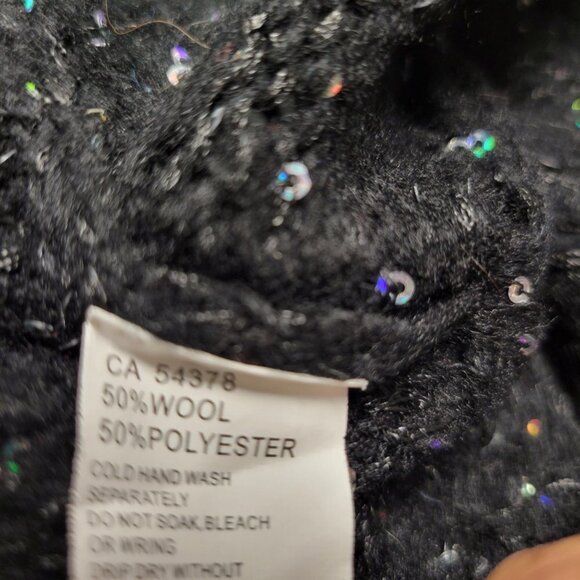 CA 54378
50%WOOL
50%POLYESTER
COLD HAND WASH
SEPARATELY
DO NOT SOAK,BLEACH
OR WRING
DRIP DRY WITHOUT